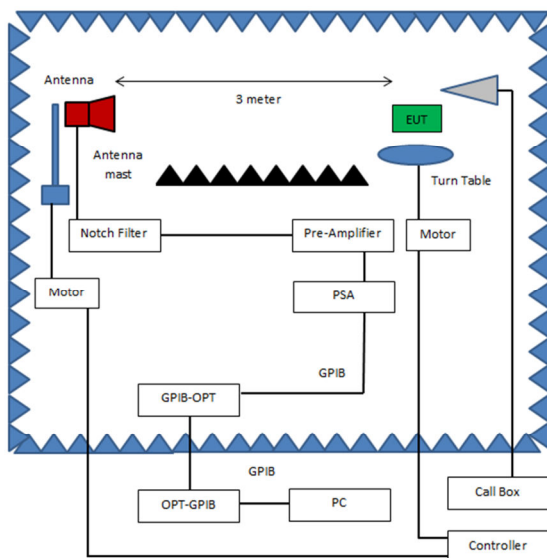 Antenna
3 meter
EUT
Antenna
mast
Turn Table
Notch Filter
Pre-Amplifier
Motor
Motor
PSA
GPIB
GPIB-OPT
GPIB
OPT-GPIB
PC
Call Box
Controller